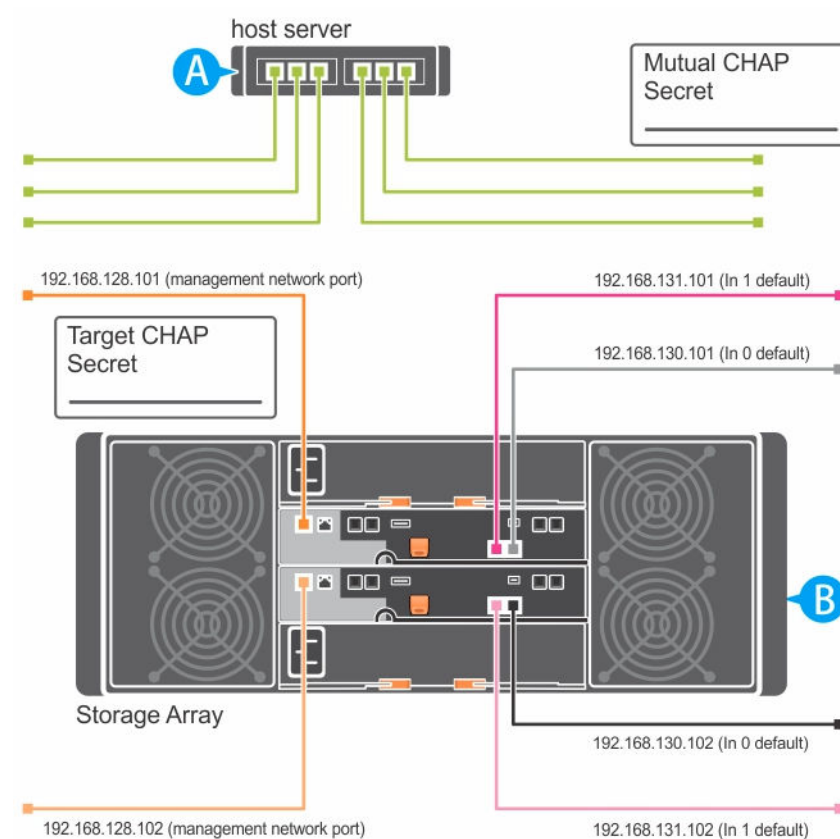 host server
A
Mutual CHAP
Secret
192.168.128.101 (management network port)
192.168.131.101 (In 1 default)
Target CHAP
Secret
192.168.130.101 (In 0 default)
B
Storage Array
192.168.130.102 (In 0 default)
192.168.128.102 (management network port)
192.168.131.102 (In 1 default)